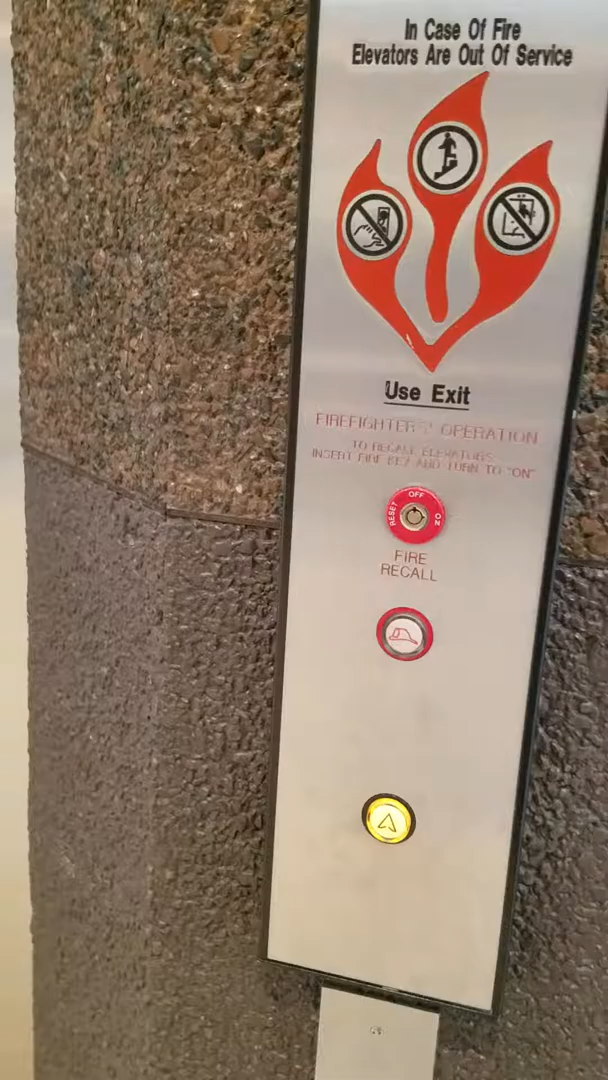 In Case Of Fire
Elevators Are Out Of Service
Use Exit
FIREFIGHTERS' OPERATION
TO RECALL ELEVATORS
INSERT FIRE KEY AND TURN TO "ON"
RESET OFF ON
FIRE
RECALL